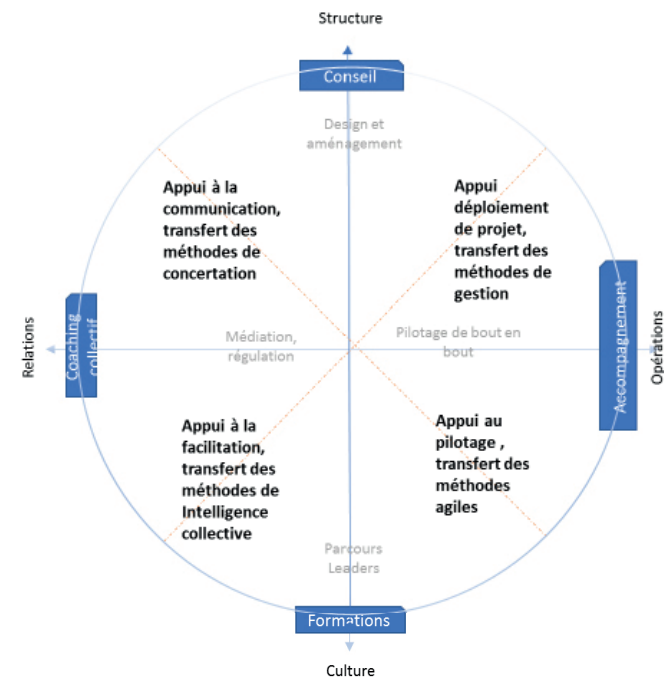 Structure
Conseil
Design et
aménagement
Appui à la
communication,
transfert des
méthodes de
concertation
Appui
déploiement
de projet,
transfert des
méthodes de
gestion
Relations
Coaching
collectif
Médiation,
régulation
Pilotage de bout en
bout
Accompagnement
Opérations
Appui à la
facilitation,
transfert des
méthodes de
Intelligence
collective
Appui au
pilotage ,
transfert des
méthodes
agiles
Parcours
Leaders
Formations
Culture